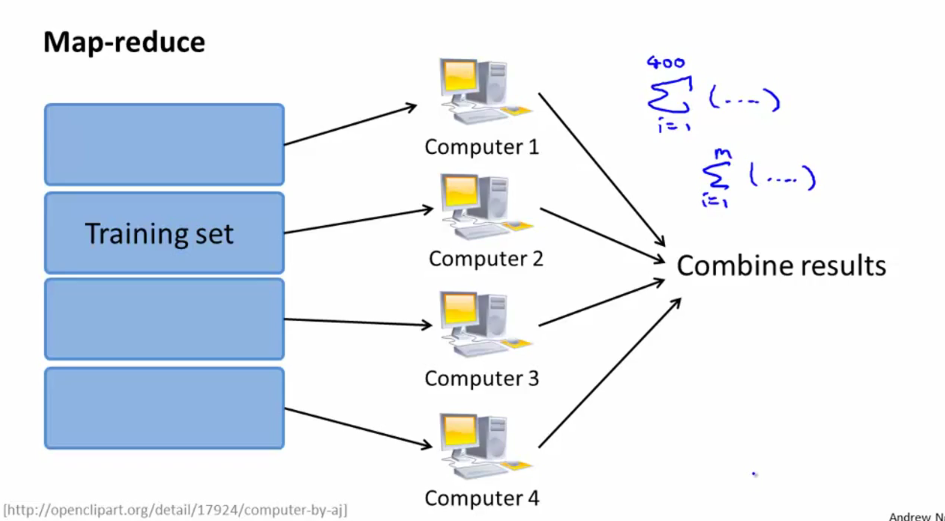 Map-reduce
400
∑ (....)
i=1
m
∑ (....)
i=1
Computer 1
Training set
Computer 2
Combine results
Computer 3
Computer 4
[http://openclipart.org/detail/17924/computer-by-aj]
Andrew N